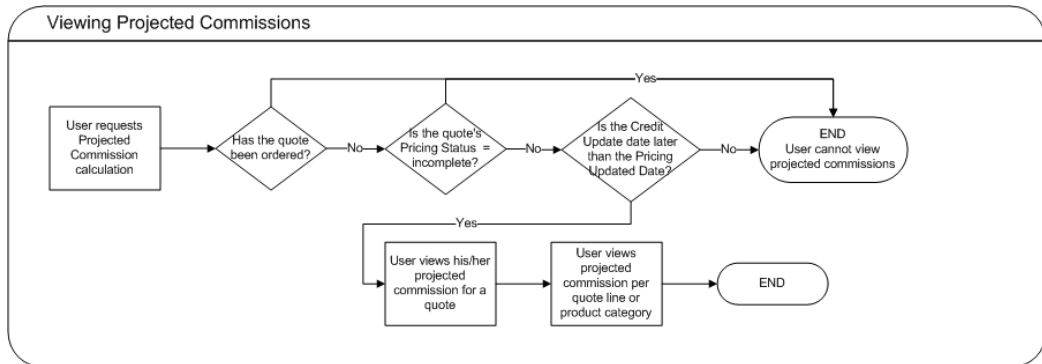 Viewing Projected Commissions
Yes
User requests
Projected
Commission
calculation
Has the quote
been ordered?
No
Is the quote's
Pricing Status =
incomplete?
No
Is the Credit
Update date later
than the Pricing
Updated Date?
No
END
User cannot view
projected commissions
Yes
User views his/her
projected
commission for a
quote
User views
projected
commission per
quote line or
product category
END